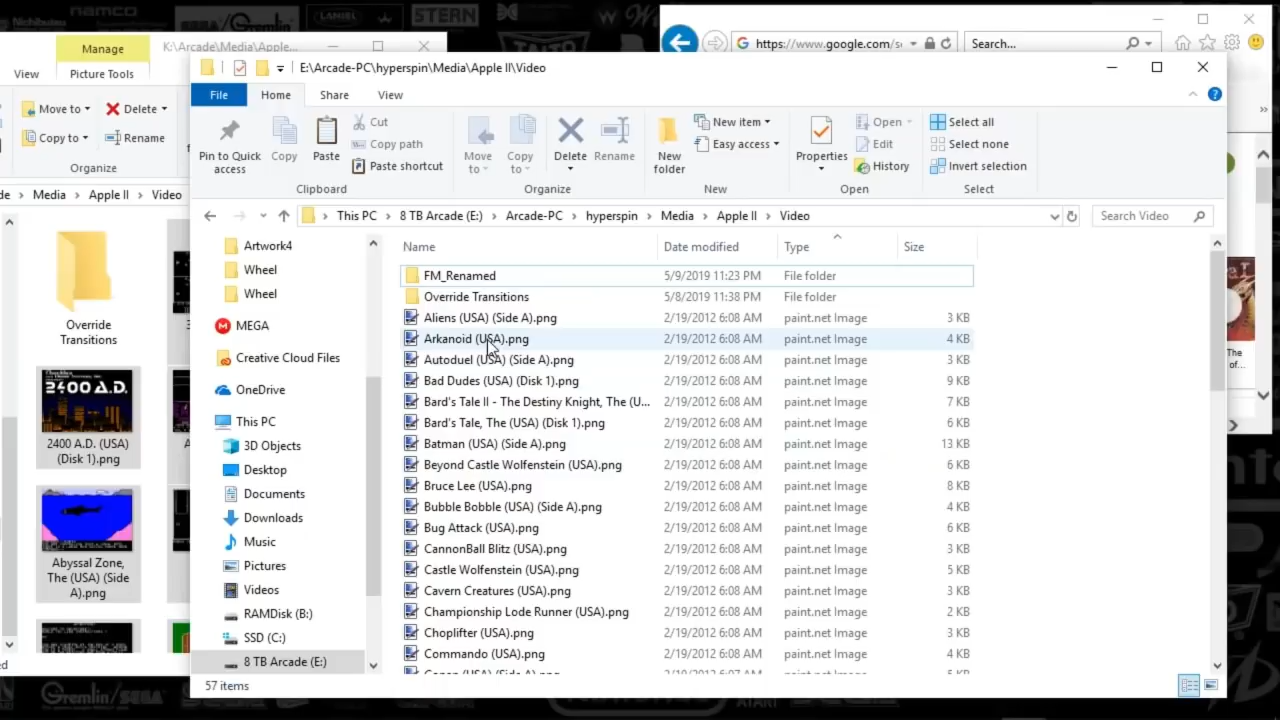 Nichibutsu
namco
SEGA
Gremlin
STERN
TAITO
Manage
K:\Arcade\Media\Apple...
View
Picture Tools
Move to
Delete
Copy to
Rename
Organize
Media
Apple II
Video
Override
Transitions
2400 A.D. (USA)
(Disk 1).png
Abyssal Zone,
The (USA) (Side
A).png
https://www.google.com/s
Search...
The
of...
E:\Arcade-PC\hyperspin\Media\Apple II\Video
File
Home
Share
View
Pin to Quick
access
Copy
Paste
Cut
Copy path
Paste shortcut
Move
to
Copy
to
Delete
Rename
New
folder
New item
Easy access
Properties
Open
Edit
History
Select all
Select none
Invert selection
Clipboard
Organize
New
Open
Select
This PC
8 TB Arcade (E:)
Arcade-PC
hyperspin
Media
Apple II
Video
Search Video
Artwork4
Wheel
Wheel
MEGA
Creative Cloud Files
OneDrive
This PC
3D Objects
Desktop
Documents
Downloads
Music
Pictures
Videos
RAMDisk (B:)
SSD (C:)
8 TB Arcade (E:)
Name Date modified Type Size
FM_Renamed 5/9/2019 11:23 PM File folder
Override Transitions 5/8/2019 11:38 PM File folder
Aliens (USA) (Side A).png 2/19/2012 6:08 AM paint.net Image 3 KB
Arkanoid (USA).png 2/19/2012 6:08 AM paint.net Image 4 KB
Autoduel (USA) (Side A).png 2/19/2012 6:08 AM paint.net Image 3 KB
Bad Dudes (USA) (Disk 1).png 2/19/2012 6:08 AM paint.net Image 9 KB
Bard's Tale II - The Destiny Knight, The (U... 2/19/2012 6:08 AM paint.net Image 7 KB
Bard's Tale, The (USA) (Disk 1).png 2/19/2012 6:08 AM paint.net Image 6 KB
Batman (USA) (Side A).png 2/19/2012 6:08 AM paint.net Image 13 KB
Beyond Castle Wolfenstein (USA).png 2/19/2012 6:08 AM paint.net Image 6 KB
Bruce Lee (USA).png 2/19/2012 6:08 AM paint.net Image 8 KB
Bubble Bobble (USA) (Side A).png 2/19/2012 6:08 AM paint.net Image 4 KB
Bug Attack (USA).png 2/19/2012 6:08 AM paint.net Image 6 KB
CannonBall Blitz (USA).png 2/19/2012 6:08 AM paint.net Image 3 KB
Castle Wolfenstein (USA).png 2/19/2012 6:08 AM paint.net Image 5 KB
Cavern Creatures (USA).png 2/19/2012 6:08 AM paint.net Image 3 KB
Championship Lode Runner (USA).png 2/19/2012 6:08 AM paint.net Image 2 KB
Choplifter (USA).png 2/19/2012 6:08 AM paint.net Image 3 KB
Commando (USA).png 2/19/2012 6:08 AM paint.net Image 4 KB
57 items
Gremlin/SEGA